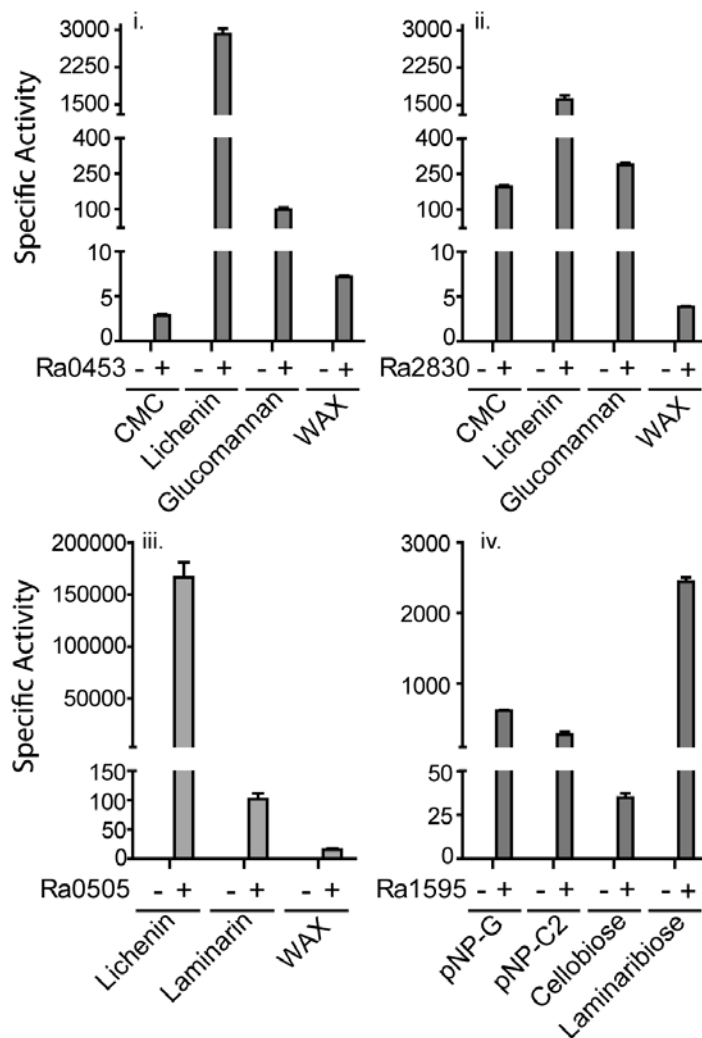 i.
3000
2250
1500
400
250
100
10
5
0
Specific Activity
Ra0453 - + - + - + - +
CMC
Lichenin
Glucomannan
WAX
ii.
3000
2250
1500
400
250
100
10
5
0
Ra2830 - + - + - + - +
CMC
Lichenin
Glucomannan
WAX
iii.
200000
150000
100000
50000
150
100
50
0
Specific Activity
Ra0505 - + - + - +
Lichenin
Laminarin
WAX
iv.
3000
1000
50
25
0
Ra1595 - + - + - + - +
pNP-G
pNP-C2
Cellobiose
Laminaribiose